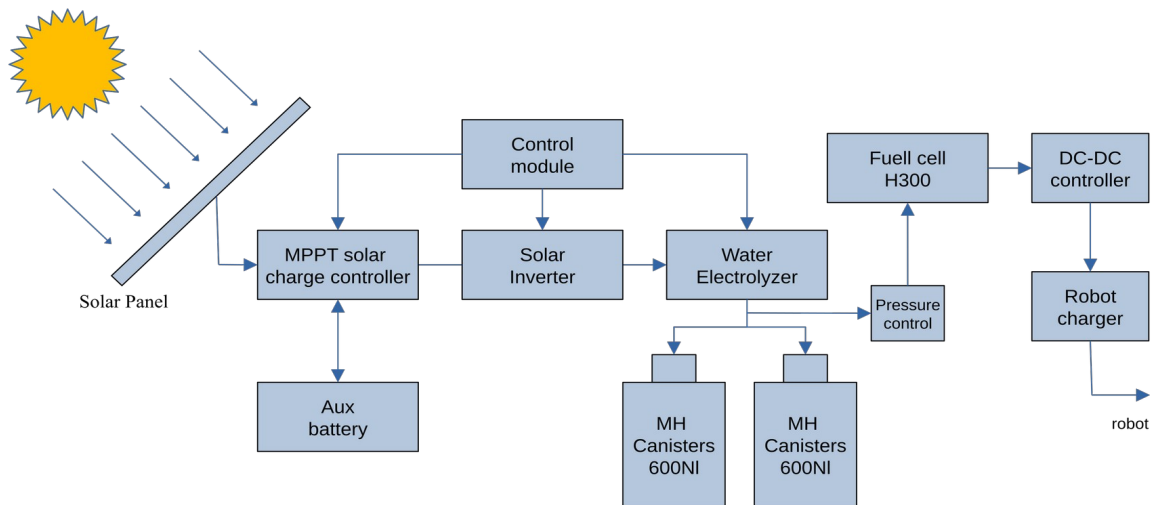 Control
module
Fuell cell
H300
DC-DC
controller
MPPT solar
charge controller
Solar
Inverter
Water
Electrolyzer
Solar Panel
Pressure
control
Robot
charger
Aux
battery
MH
Canisters
600Nl
MH
Canisters
600Nl
robot